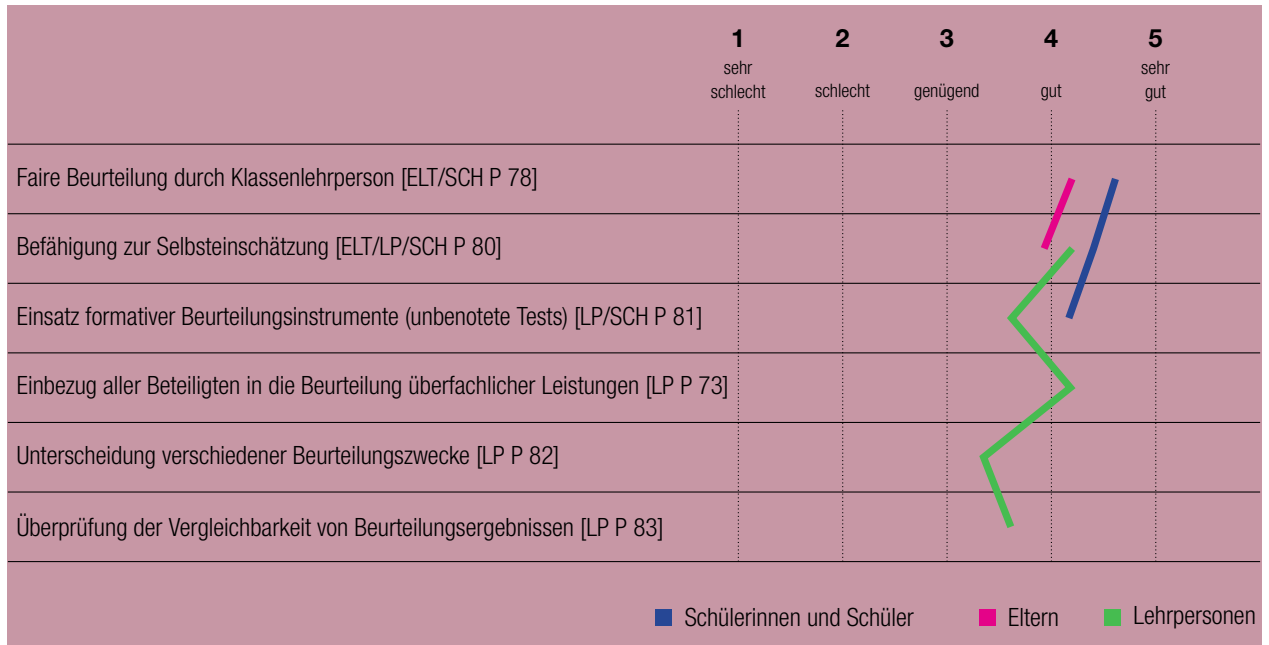 1 2 3 4 5
sehr schlecht schlecht genügend gut sehr gut
Faire Beurteilung durch Klassenlehrperson [ELT/SCH P 78]
Befähigung zur Selbsteinschätzung [ELT/LP/SCH P 80]
Einsatz formativer Beurteilungsinstrumente (unbenotete Tests) [LP/SCH P 81]
Einbezug aller Beteiligten in die Beurteilung überfachlicher Leistungen [LP P 73]
Unterscheidung verschiedener Beurteilungszwecke [LP P 82]
Überprüfung der Vergleichbarkeit von Beurteilungsergebnissen [LP P 83]
Schülerinnen und Schüler Eltern Lehrpersonen